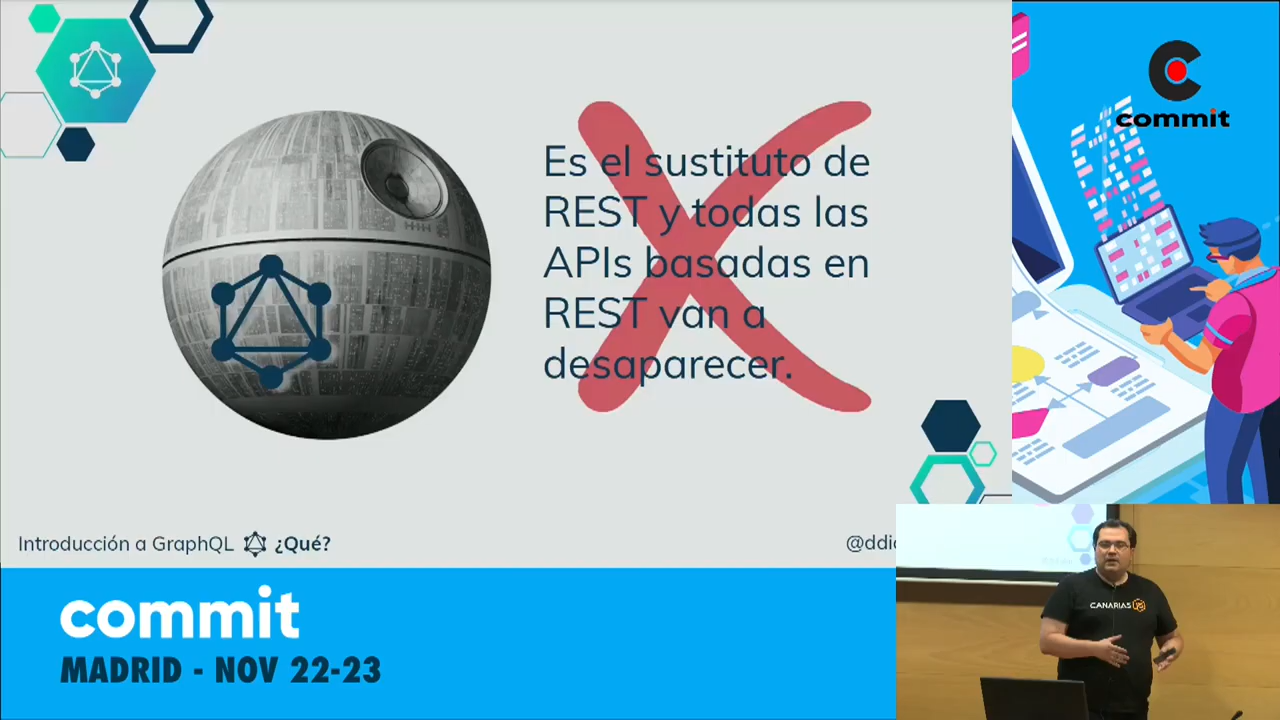 Es el sustituto de
REST y todas las
APIs basadas en
REST van a
desaparecer.
Introducción a GraphQL ¿Qué?
commit
commit
MADRID - NOV 22-23
CANARIAS JS